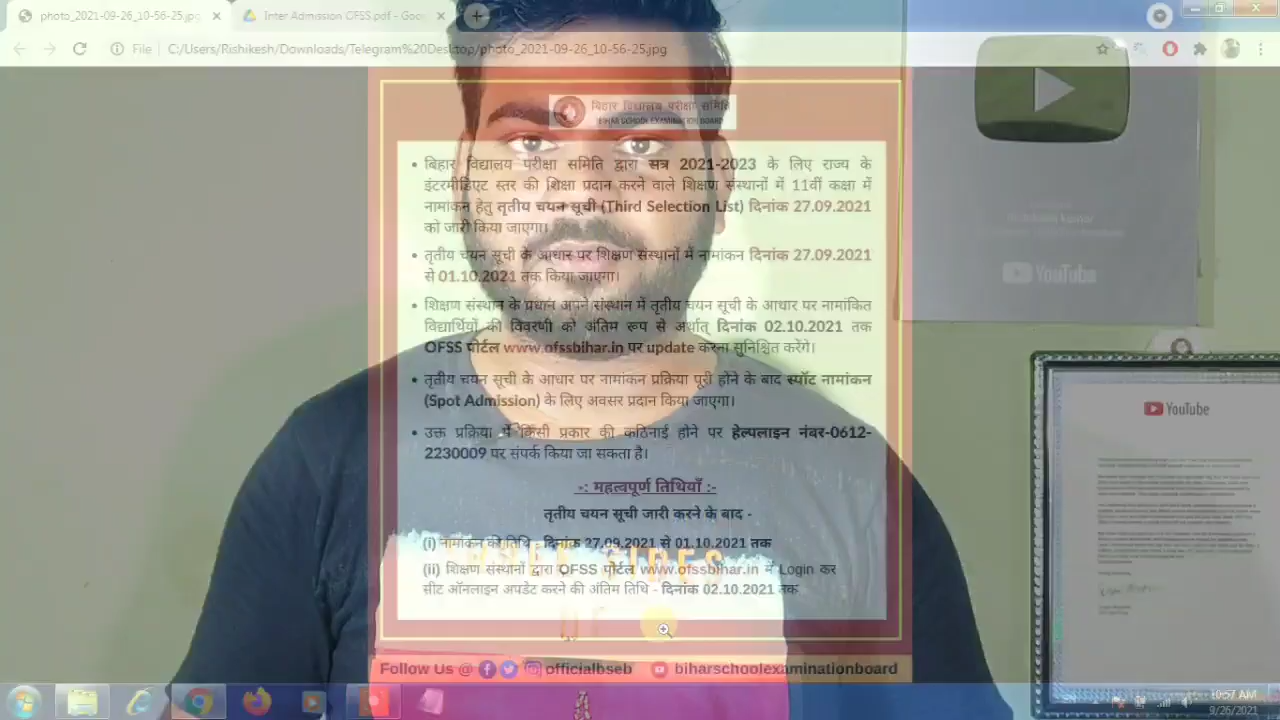 photo_2021-09-26_10-56-25.jpg
Inter Admission OFSS.pdf - Goo
File C:/Users/Rishikesh/Downloads/Telegram%20Desktop/photo_2021-09-26_10-56-25.jpg
बिहार विद्यालय परीक्षा समिति
BIHAR SCHOOL EXAMINATION BOARD
• बिहार विद्यालय परीक्षा समिति द्वारा सत्र 2021-2023 के लिए राज्य के
इंटरमीडिएट स्तर की शिक्षा प्रदान करने वाले शिक्षण संस्थानों में 11वीं कक्षा में
नामांकन हेतु तृतीय चयन सूची (Third Selection List) दिनांक 27.09.2021
को जारी किया जाएगा।
• तृतीय चयन सूची के आधार पर शिक्षण संस्थानों में नामांकन दिनांक 27.09.2021
से 01.10.2021 तक किया जाएगा।
• शिक्षण संस्थान के प्रधान अपने संस्थान में तृतीय चयन सूची के आधार पर नामांकित
विद्यार्थियों की विवरणी को अंतिम रूप से अर्थात् दिनांक 02.10.2021 तक
OFSS पोर्टल www.ofssbihar.in पर update करना सुनिश्चित करेंगे।
• तृतीय चयन सूची के आधार पर नामांकन प्रक्रिया पूरी होने के बाद स्पॉट नामांकन
(Spot Admission) के लिए अवसर प्रदान किया जाएगा।
• उक्त प्रक्रिया में किसी प्रकार की कठिनाई होने पर हेल्पलाइन नंबर-0612-
2230009 पर संपर्क किया जा सकता है।
-: महत्वपूर्ण तिथियाँ :-
तृतीय चयन सूची जारी करने के बाद -
(i) नामांकन की तिथि - दिनांक 27.09.2021 से 01.10.2021 तक
(ii) शिक्षण संस्थानों द्वारा OFSS पोर्टल www.ofssbihar.in में Login कर
सीट ऑनलाइन अपडेट करने की अंतिम तिथि - दिनांक 02.10.2021 तक
Follow Us @ officialbseb biharschoolexaminationboard
YouTube
YouTube
10:57 AM
9/26/2021